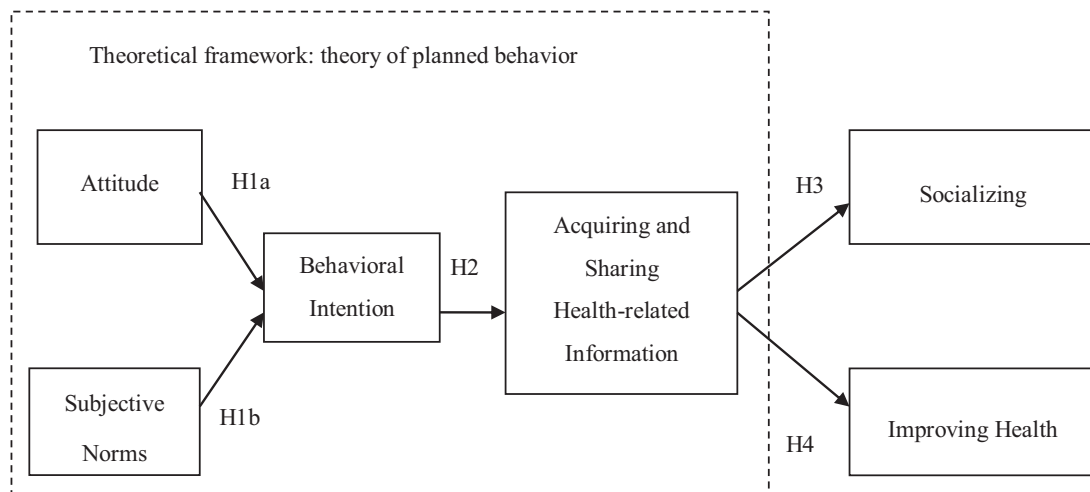 Theoretical framework: theory of planned behavior
Attitude
H1a
Subjective
Norms
H1b
Behavioral
Intention
H2
Acquiring and
Sharing
Health-related
Information
H3
Socializing
H4
Improving Health